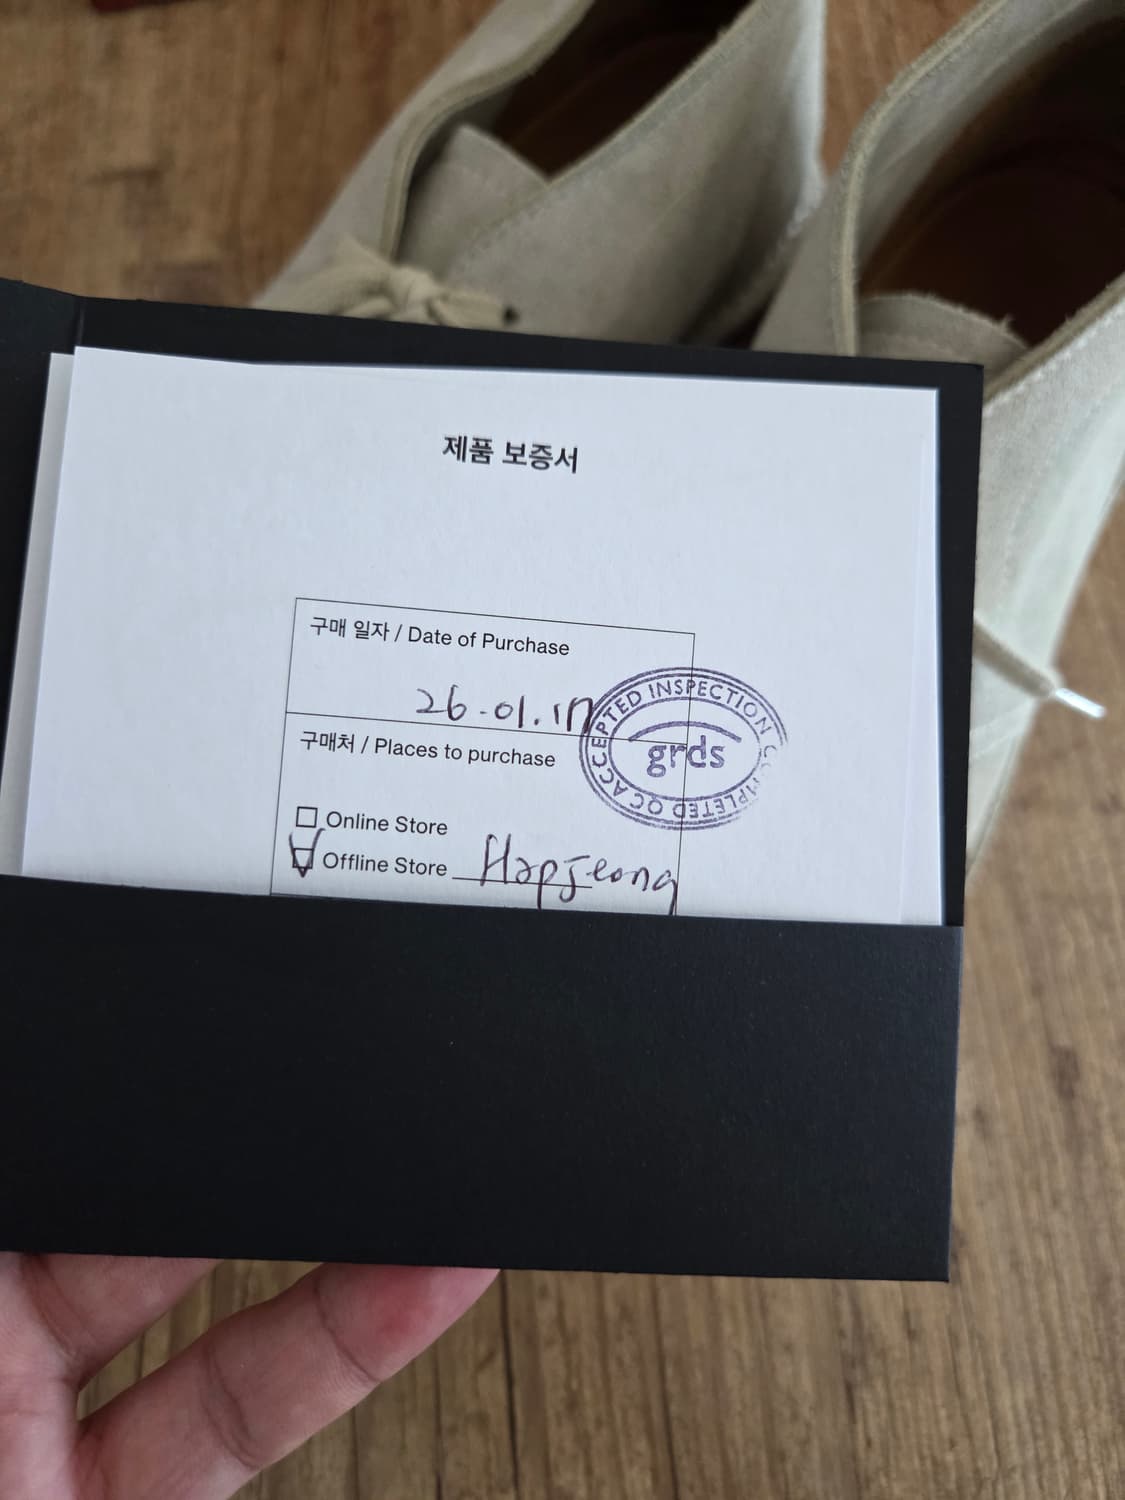 제품 보증서
구매 일자 / Date of Purchase
26.01.17
구매처 / Places to purchase
Online Store
Offline Store Hapjeong
QC ACCEPTED INSPECTION COMPLETED
grds